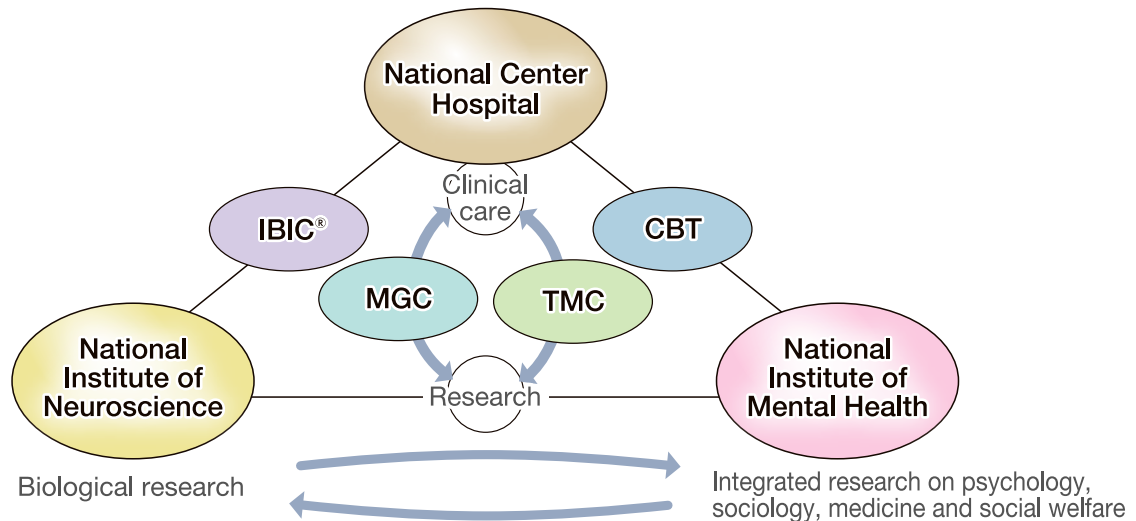 National Center
Hospital
Clinical
care
IBIC®
CBT
MGC
TMC
National
Institute of
Neuroscience
Research
National
Institute of
Mental Health
Biological research
Integrated research on psychology,
sociology, medicine and social welfare